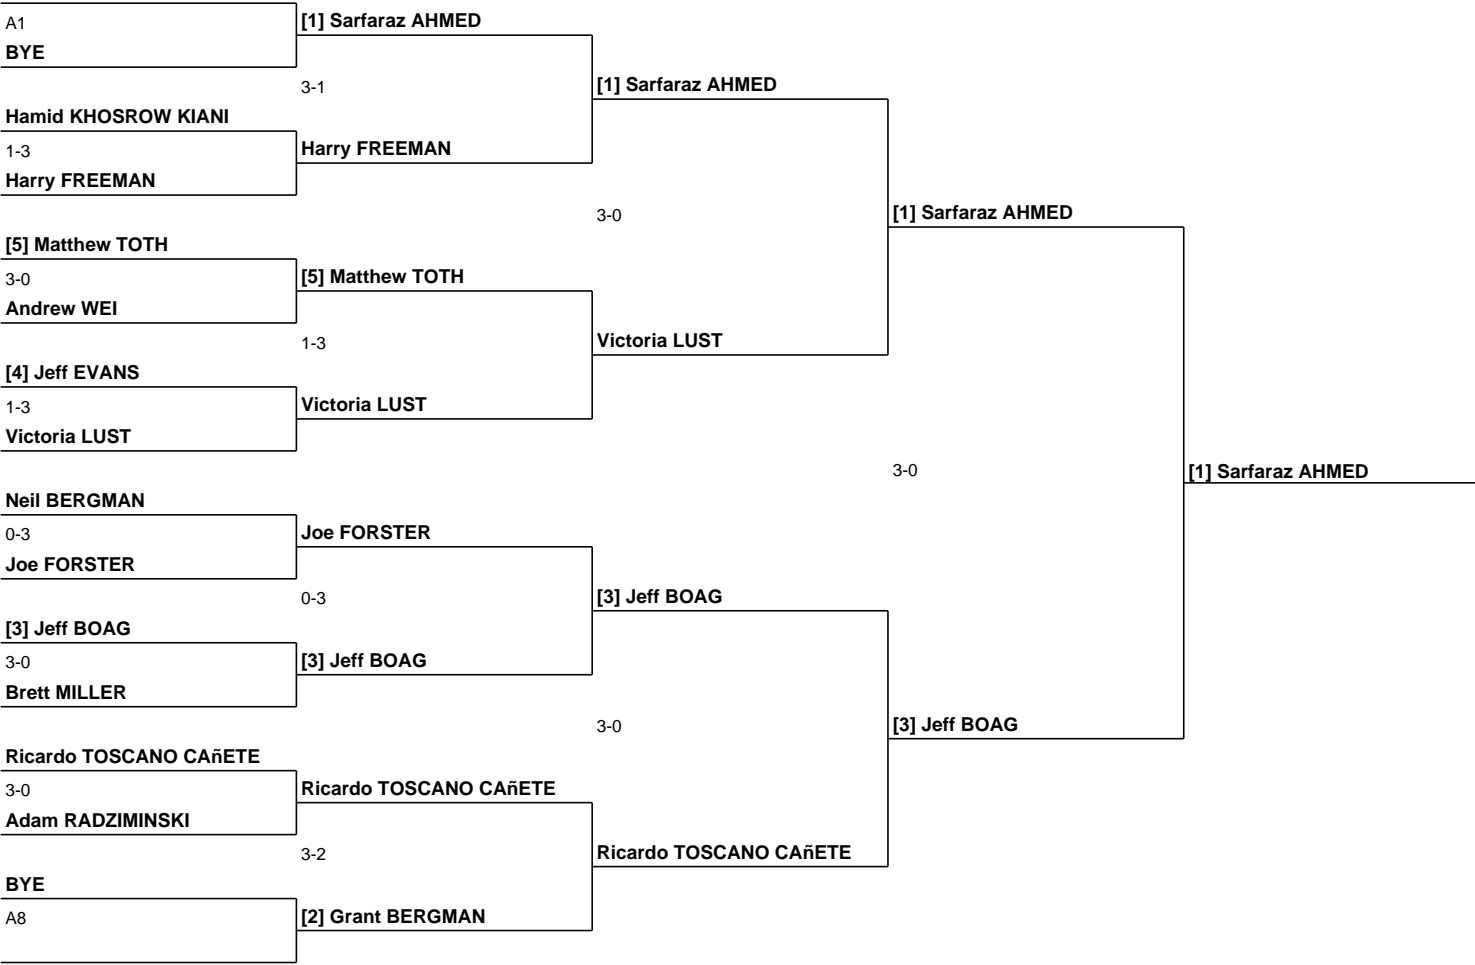 A1
BYE
Hamid KHOSROW KIANI
1-3
Harry FREEMAN
[5] Matthew TOTH
3-0
Andrew WEI
[4] Jeff EVANS
1-3
Victoria LUST
Neil BERGMAN
0-3
Joe FORSTER
[3] Jeff BOAG
3-0
Brett MILLER
Ricardo TOSCANO CAñETE
3-0
Adam RADZIMINSKI
BYE
A8
[1] Sarfaraz AHMED
3-1
Harry FREEMAN
[5] Matthew TOTH
1-3
Victoria LUST
Joe FORSTER
0-3
[3] Jeff BOAG
Ricardo TOSCANO CAñETE
3-2
[2] Grant BERGMAN
[1] Sarfaraz AHMED
3-0
Victoria LUST
[3] Jeff BOAG
3-0
Ricardo TOSCANO CAñETE
[1] Sarfaraz AHMED
3-0
[3] Jeff BOAG
[1] Sarfaraz AHMED